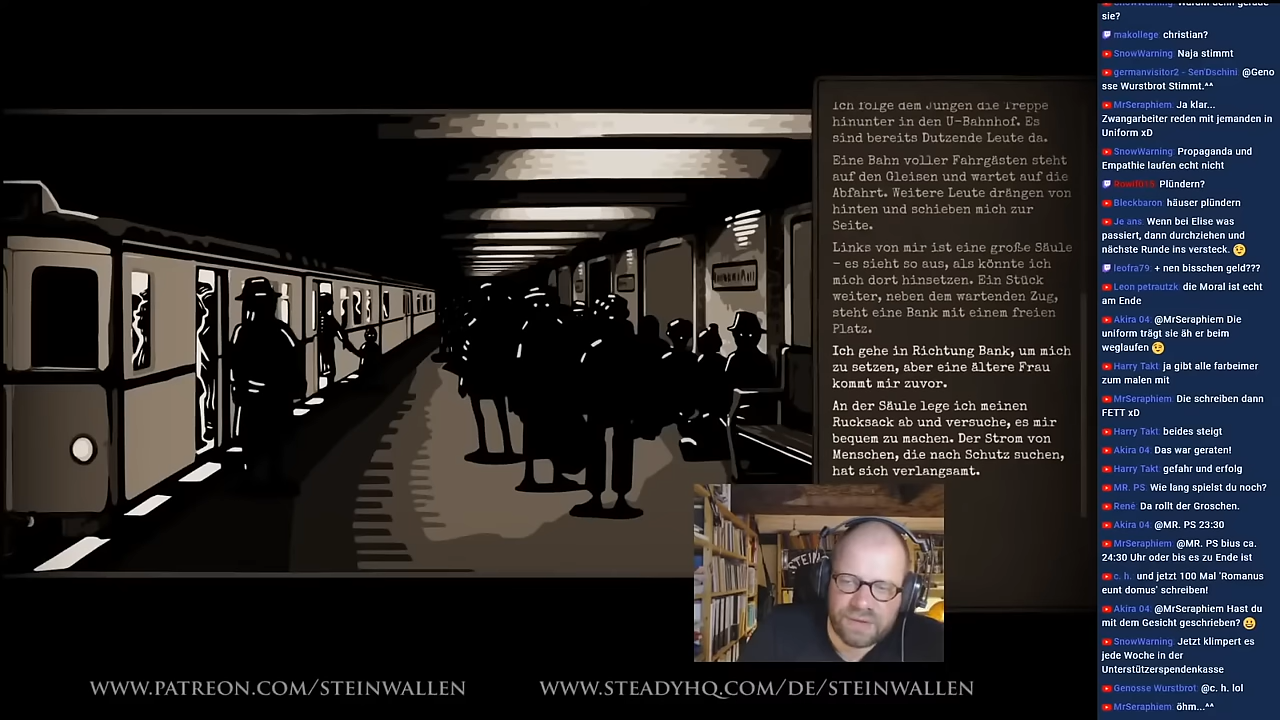 Ich folge dem Jungen die Treppe
hinunter in den U-Bahnhof. Es
sind bereits Dutzende Leute da.
Eine Bahn voller Fahrgästen steht
auf den Gleisen und wartet auf die
Abfahrt. Weitere Leute drängen von
hinten und schieben mich zur
Seite.
Links von mir ist eine große Säule
– es sieht so aus, als könnte ich
mich dort hinsetzen. Ein Stück
weiter, neben dem wartenden Zug,
steht eine Bank mit einem freien
Platz.
Ich gehe in Richtung Bank, um mich
zu setzen, aber eine ältere Frau
kommt mir zuvor.
An der Säule lege ich meinen
Rucksack ab und versuche, es mir
bequem zu machen. Der Strom von
Menschen, die nach Schutz suchen,
hat sich verlangsamt.
STEIN
WWW.PATREON.COM/STEINWALLEN
WWW.STEADYHQ.COM/DE/STEINWALLEN
sie?
makollege christian?
SnowWarning Naja stimmt
germanvisitor2 - Sen'Dschini @Geno
sse Wurstbrot Stimmt.^^
MrSeraphiem: Ja klar...
Zwangarbeiter reden mit jemanden in
Uniform xD
SnowWarning Propaganda und
Empathie laufen echt nicht
Plündern?
Bleckbaron: häuser plündern
Je ans: Wenn bei Elise was
passiert, dann durchziehen und
nächste Runde ins versteck. 😉
leofra79: + nen bisschen geld???
Leon petrautzk: die Moral ist echt
am Ende
Akira 04: @MrSeraphiem Die
uniform trägt sie äh er beim
weglaufen 😉
Harry Takt: ja gibt alle farbeimer
zum malen mit
MrSeraphiem: Die schreiben dann
FETT xD
Harry Takt: beides steigt
Akira 04: Das war geraten!
Harry Takt: gefahr und erfolg
MR. PS: Wie lang spielst du noch?
René: Da rollt der Groschen.
Akira 04: @MR. PS 23:30
MrSeraphiem: @MR. PS bius ca.
24:30 Uhr oder bis es zu Ende ist
c. h. und jetzt 100 Mal 'Romanus
eunt domus' schreiben!
Akira 04: @MrSeraphiem Hast du
mit dem Gesicht geschrieben? 😀
SnowWarning Jetzt klimpert es
jede Woche in der
Unterstützerspendenkasse
Genosse Wurstbrot: @c. h. lol
MrSeraphiem: öhm...^^